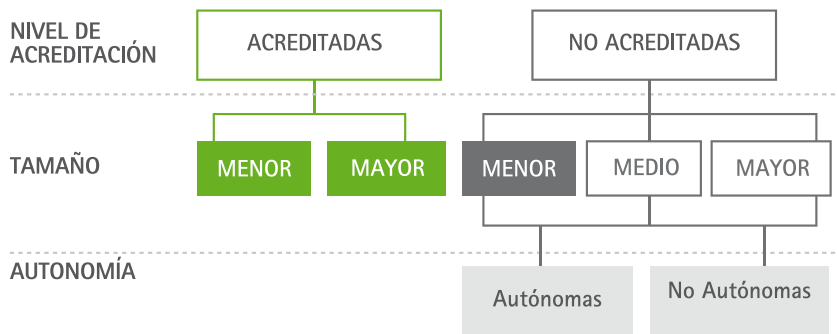 NIVEL DE
ACREDITACIÓN
ACREDITADAS
NO ACREDITADAS
TAMAÑO
MENOR
MAYOR
MENOR
MEDIO
MAYOR
AUTONOMÍA
Autónomas
No Autónomas